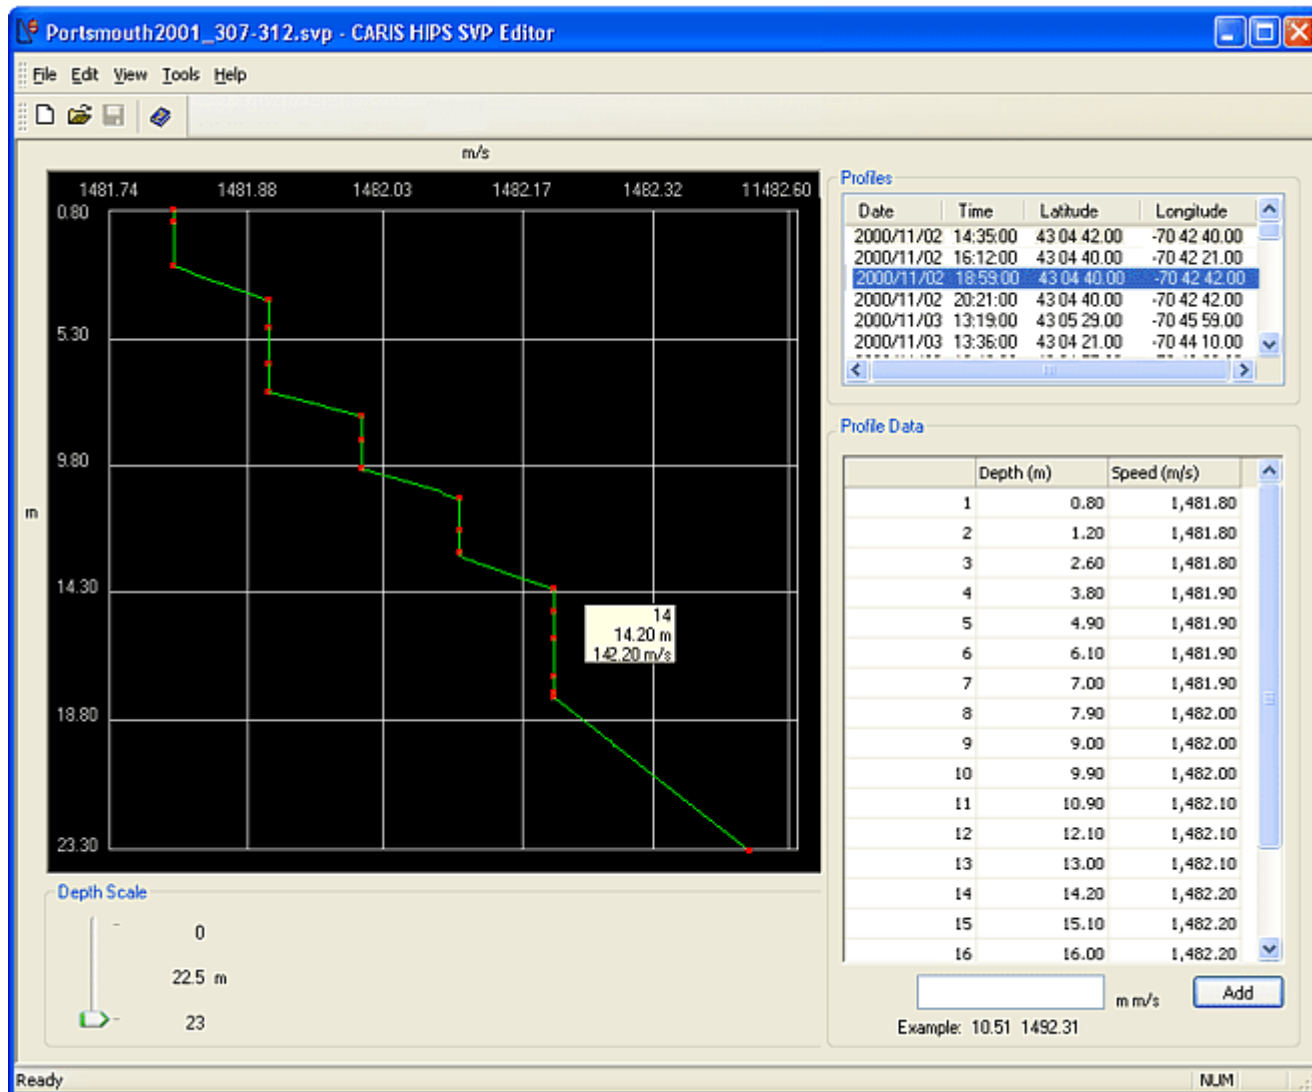 Portsmouth2001_307-312.svp - CARIS HIPS SVP Editor
File Edit View Tools Help
m/s
1481.74 1481.88 1482.03 1482.17 1482.32 11482.60
0.80
5.30
9.80
m
14.30
18.80
23.30
14
14.20 m
142.20 m/s
Depth Scale
0
22.5 m
23
Profiles
Date Time Latitude Longitude
2000/11/02 14:35:00 43 04 42.00 -70 42 40.00
2000/11/02 16:12:00 43 04 40.00 -70 42 21.00
2000/11/02 18:59:00 43 04 40.00 -70 42 42.00
2000/11/02 20:21:00 43 04 40.00 -70 42 42.00
2000/11/03 13:19:00 43 05 29.00 -70 45 59.00
2000/11/03 13:36:00 43 04 21.00 -70 44 10.00
Profile Data
Depth (m) Speed (m/s)
1 0.80 1,481.80
2 1.20 1,481.80
3 2.60 1,481.80
4 3.80 1,481.90
5 4.90 1,481.90
6 6.10 1,481.90
7 7.00 1,481.90
8 7.90 1,482.00
9 9.00 1,482.00
10 9.90 1,482.00
11 10.90 1,482.10
12 12.10 1,482.10
13 13.00 1,482.10
14 14.20 1,482.20
15 15.10 1,482.20
16 16.00 1,482.20
m m/s Add
Example: 10.51 1492.31
Ready NUM